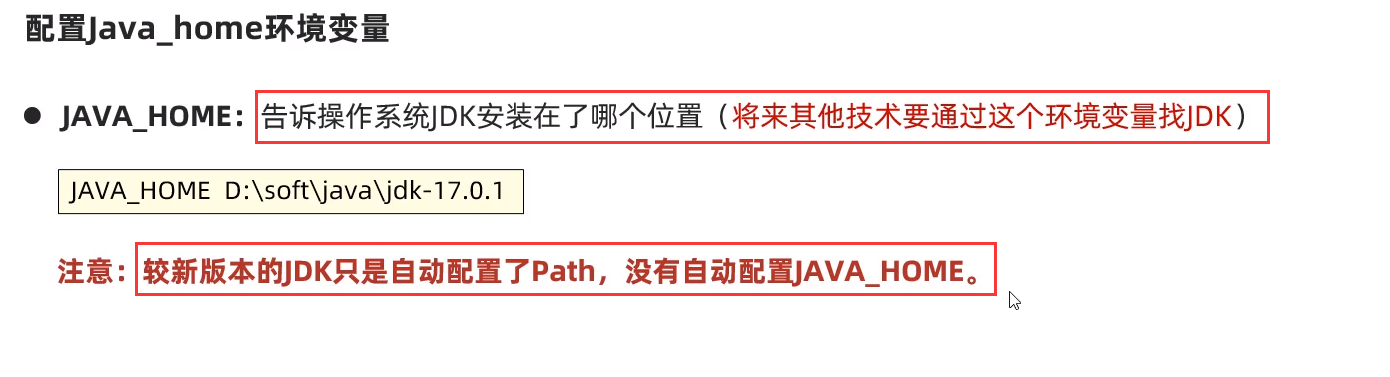 配置Java_home环境变量
● JAVA_HOME：告诉操作系统JDK安装在了哪个位置（将来其他技术要通过这个环境变量找JDK）
JAVA_HOME D:\soft\java\jdk-17.0.1
注意：较新版本的JDK只是自动配置了Path，没有自动配置JAVA_HOME。